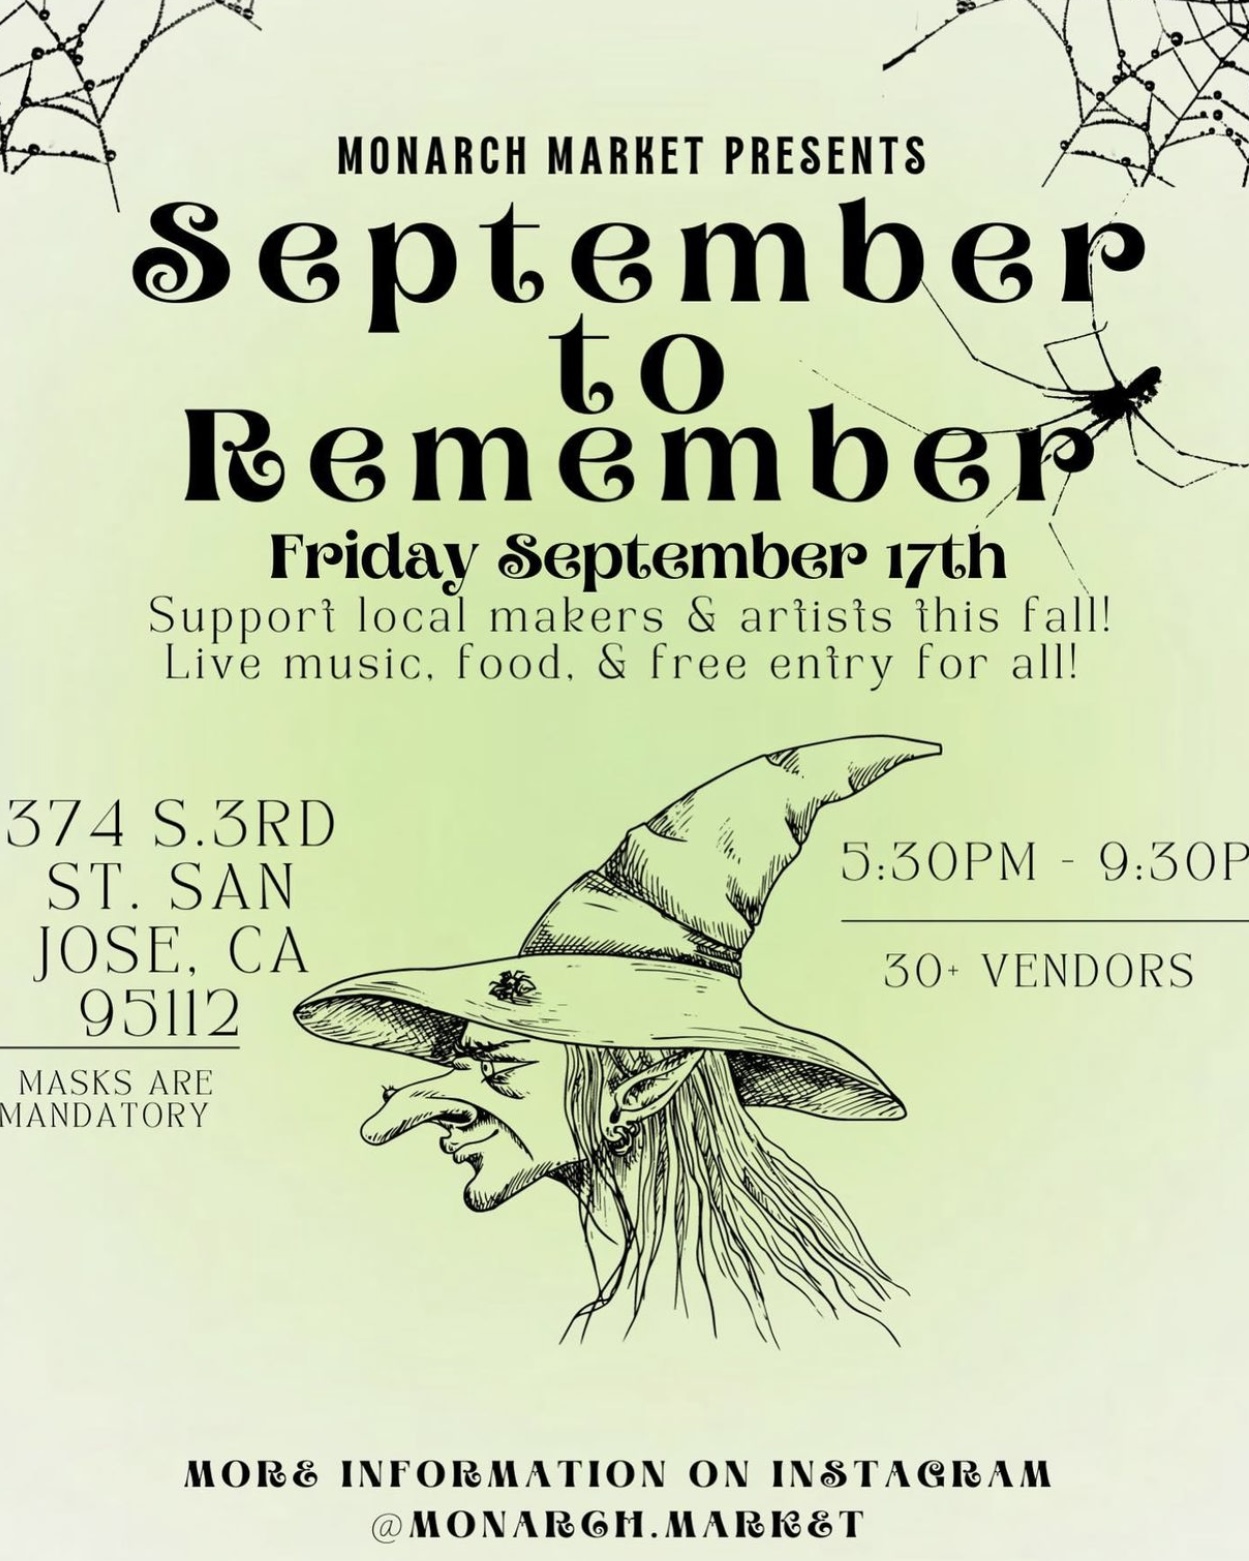 MONARCH MARKET PRESENTS
September
to
Remember
Friday September 17th
Support local makers & artists this fall!
Live music, food, & free entry for all!
374 S.3RD
ST. SAN
JOSE, CA
95112
MASKS ARE
MANDATORY
5:30PM - 9:30P
30+ VENDORS
MORE INFORMATION ON INSTAGRAM
@MONARCH.MARKET